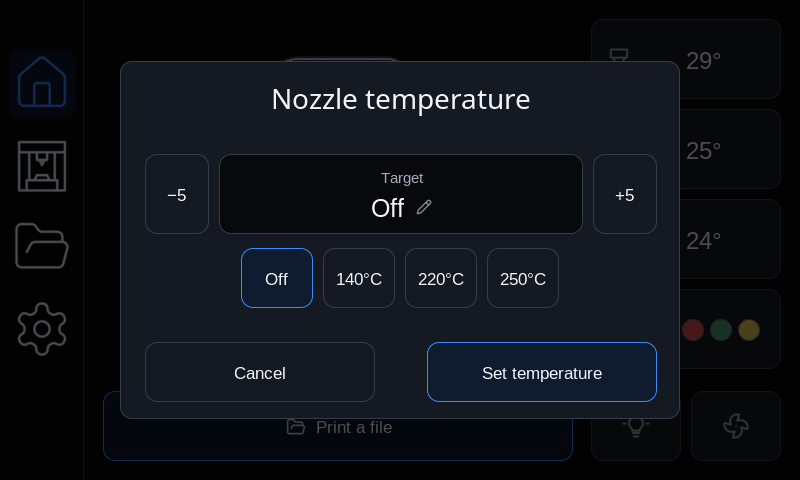 29°
Nozzle temperature
25°
−5
Target
Off
+5
24°
Off
140°C
220°C
250°C
Cancel
Set temperature
Print a file